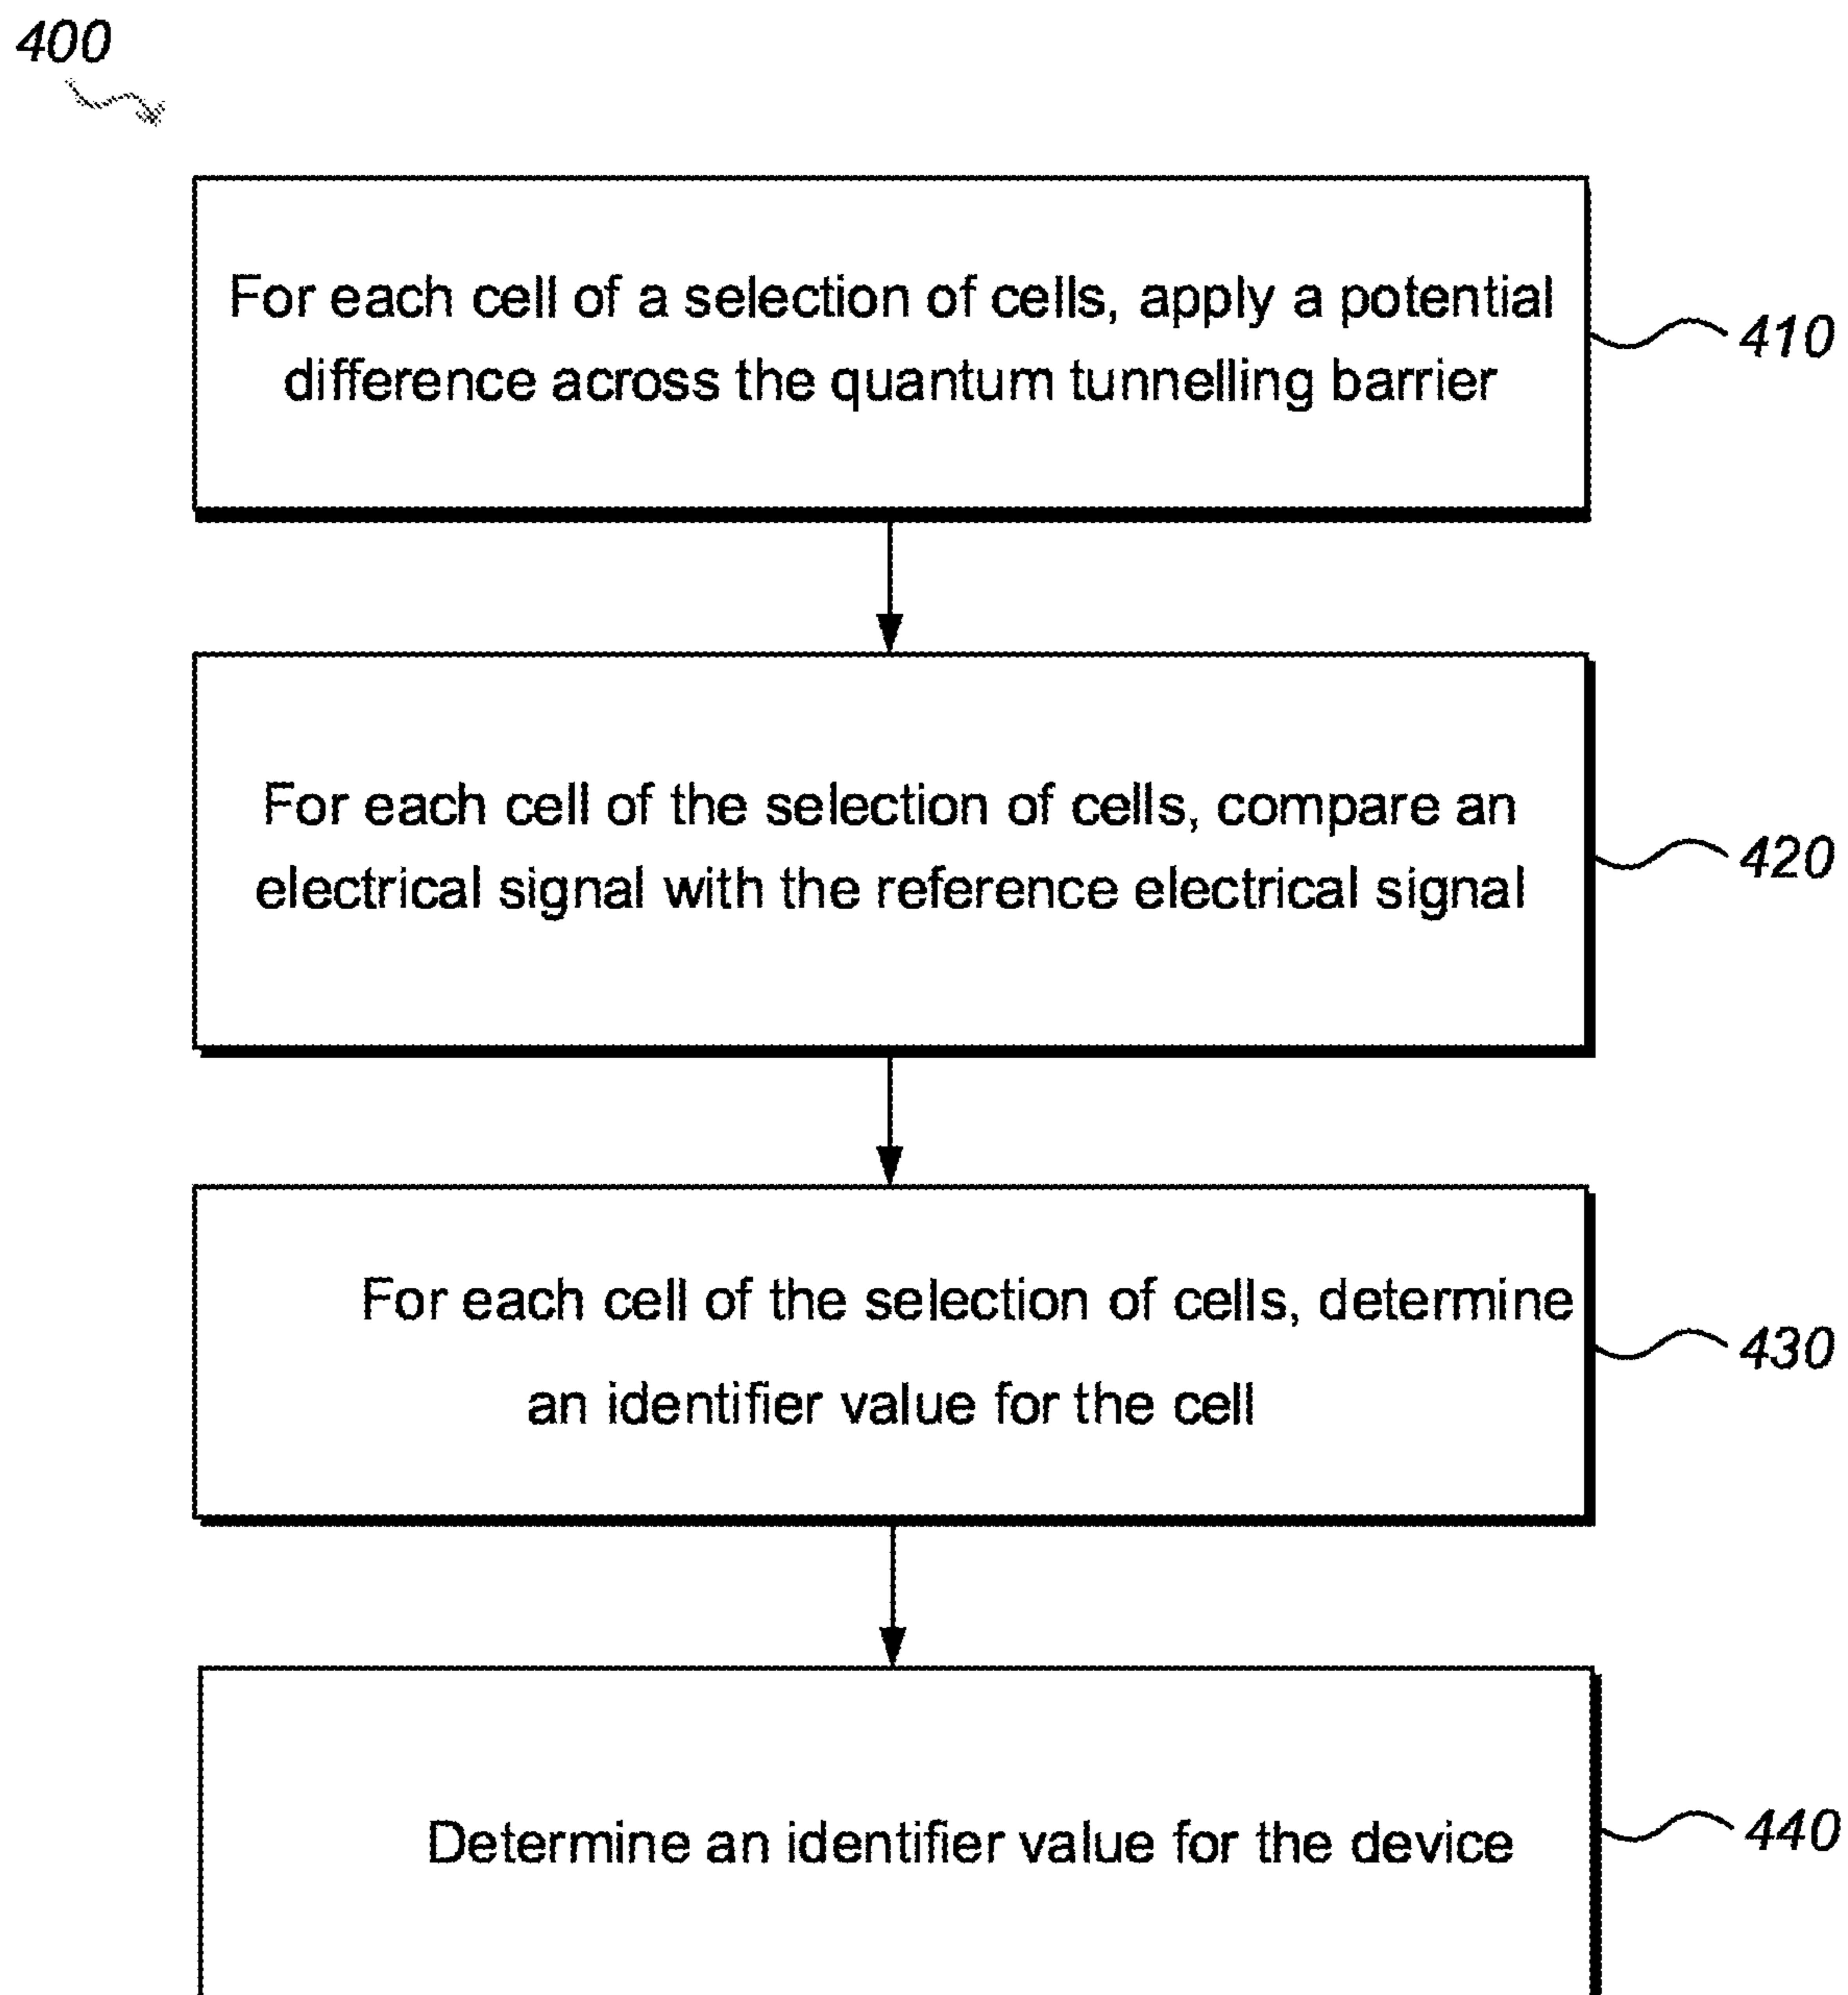 400
For each cell of a selection of cells, apply a potential
difference across the quantum tunnelling barrier
410
For each cell of the selection of cells, compare an
electrical signal with the reference electrical signal
420
For each cell of the selection of cells, determine
an identifier value for the cell
430
Determine an identifier value for the device
440